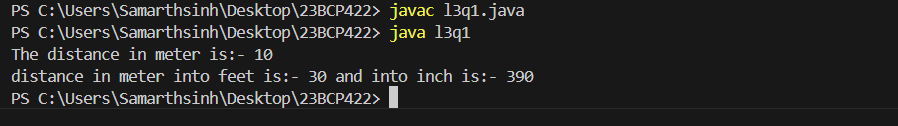 PS C:\Users\Samarthsinh\Desktop\23BCP422> javac l3q1.java
PS C:\Users\Samarthsinh\Desktop\23BCP422> java l3q1
The distance in meter is:- 10
distance in meter into feet is:- 30 and into inch is:- 390
PS C:\Users\Samarthsinh\Desktop\23BCP422>